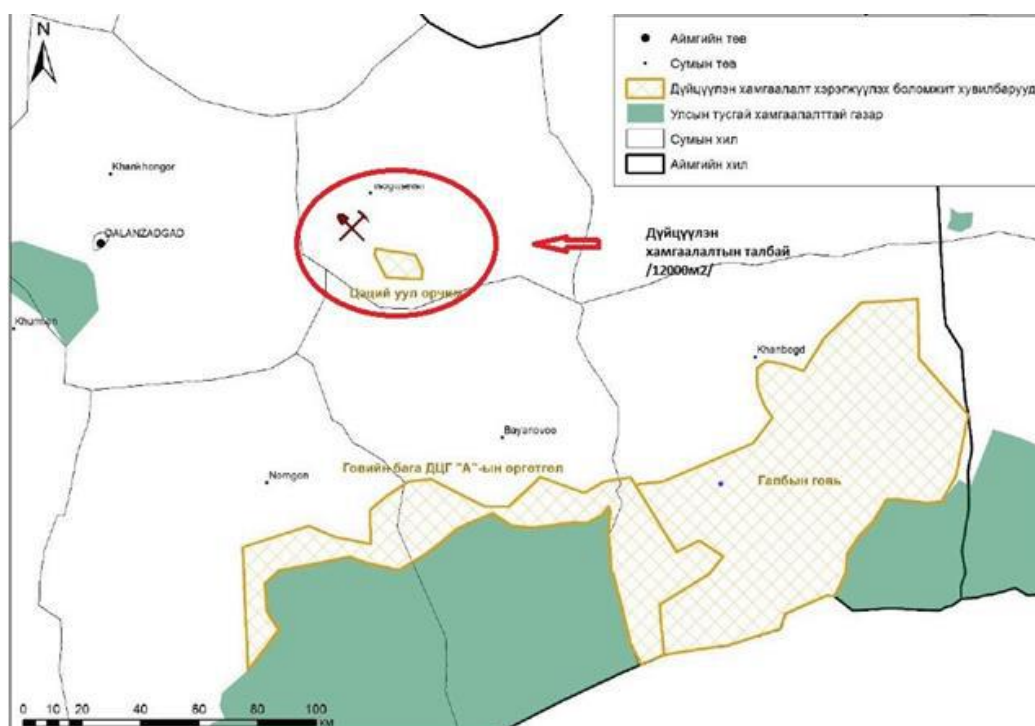 N
Аймгийн төв
Сумын төв
Дүйцүүлэн хамгаалалт хэрэгжүүлэх боломжит хувилбарууд
Улсын тусгай хамгаалалттай газар
Сумын хил
Аймгийн хил
Khankhongor
DALANZADGAD
Дүйцүүлэн
хамгаалалтын талбай
/12000м2/
Цэций уул орчим
Khurmen
Khanbogd
Bayanovoo
Говийн бага ДЦГ "А"-ын өргөтгөл
Nomgon
Галбын говь
0 10 20 40 60 80 100
КМ